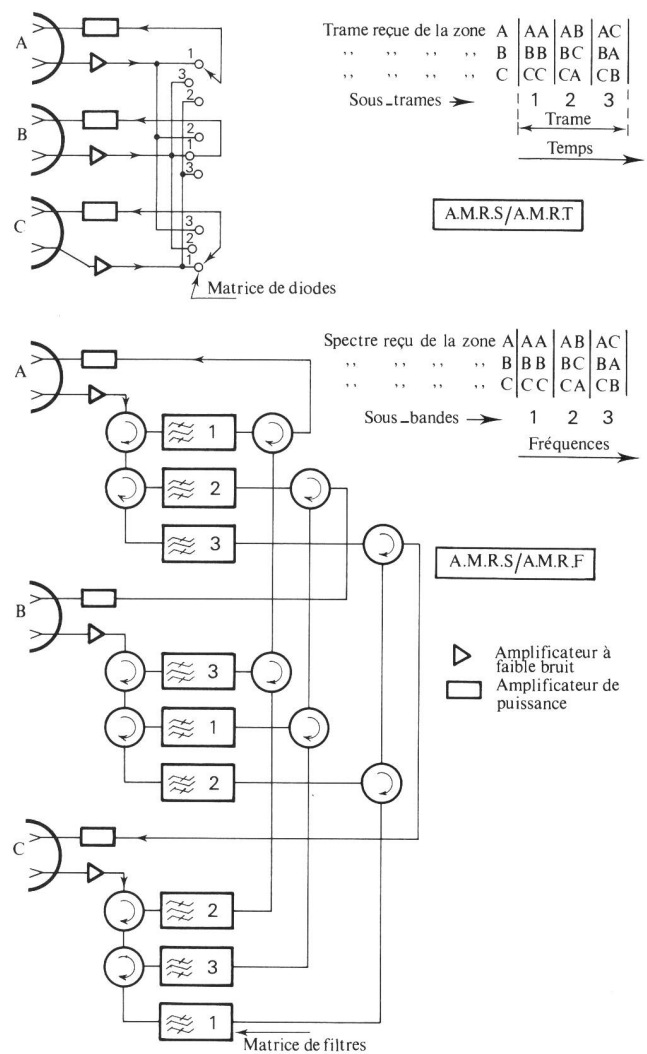 Trame reçue de la zone A AA AB AC
,, ,, ,, ,, B BB BC BA
,, ,, ,, ,, C CC CA CB
Sous_trames 1 2 3
Trame
Temps
A.M.R.S/A.M.R.T
A
1
3
2
B
2
1
3
C
3
2
1
Matrice de diodes
Spectre reçu de la zone A AA AB AC
,, ,, ,, ,, B BB BC BA
,, ,, ,, ,, C CC CA CB
Sous_bandes 1 2 3
Fréquences
A.M.R.S/A.M.R.F
A
1
2
3
B
3
1
2
Amplificateur à
faible bruit
Amplificateur de
puissance
C
2
3
1
Matrice de filtres